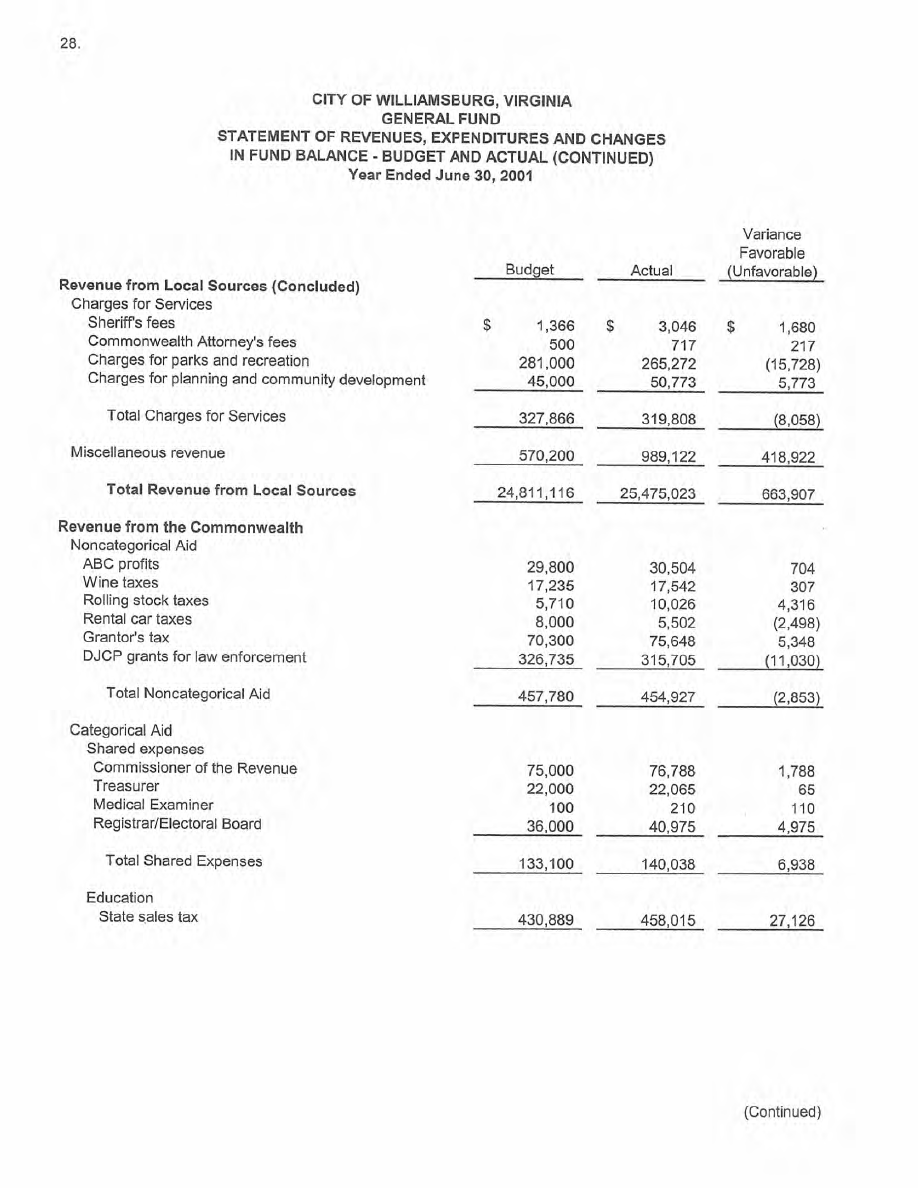 28.
CITY OF WILLIAMSBURG, VIRGINIA
GENERAL FUND
STATEMENT OF REVENUES, EXPENDITURES AND CHANGES
IN FUND BALANCE - BUDGET AND ACTUAL (CONTINUED)
Year Ended June 30, 2001
Variance
Favorable
Budget Actual (Unfavorable)
Revenue from Local Sources (Concluded)
Charges for Services
Sheriff's fees $ 1,366 $ 3,046 $ 1,680
Commonwealth Attorney's fees 500 717 217
Charges for parks and recreation 281,000 265,272 (15,728)
Charges for planning and community development 45,000 50,773 5,773
Total Charges for Services 327,866 319,808 (8,058)
Miscellaneous revenue 570,200 989,122 418,922
Total Revenue from Local Sources 24,811,116 25,475,023 663,907
Revenue from the Commonwealth
Noncategorical Aid
ABC profits 29,800 30,504 704
Wine taxes 17,235 17,542 307
Rolling stock taxes 5,710 10,026 4,316
Rental car taxes 8,000 5,502 (2,498)
Grantor's tax 70,300 75,648 5,348
DJCP grants for law enforcement 326,735 315,705 (11,030)
Total Noncategorical Aid 457,780 454,927 (2,853)
Categorical Aid
Shared expenses
Commissioner of the Revenue 75,000 76,788 1,788
Treasurer 22,000 22,065 65
Medical Examiner 100 210 110
Registrar/Electoral Board 36,000 40,975 4,975
Total Shared Expenses 133,100 140,038 6,938
Education
State sales tax 430,889 458,015 27,126
(Continued)